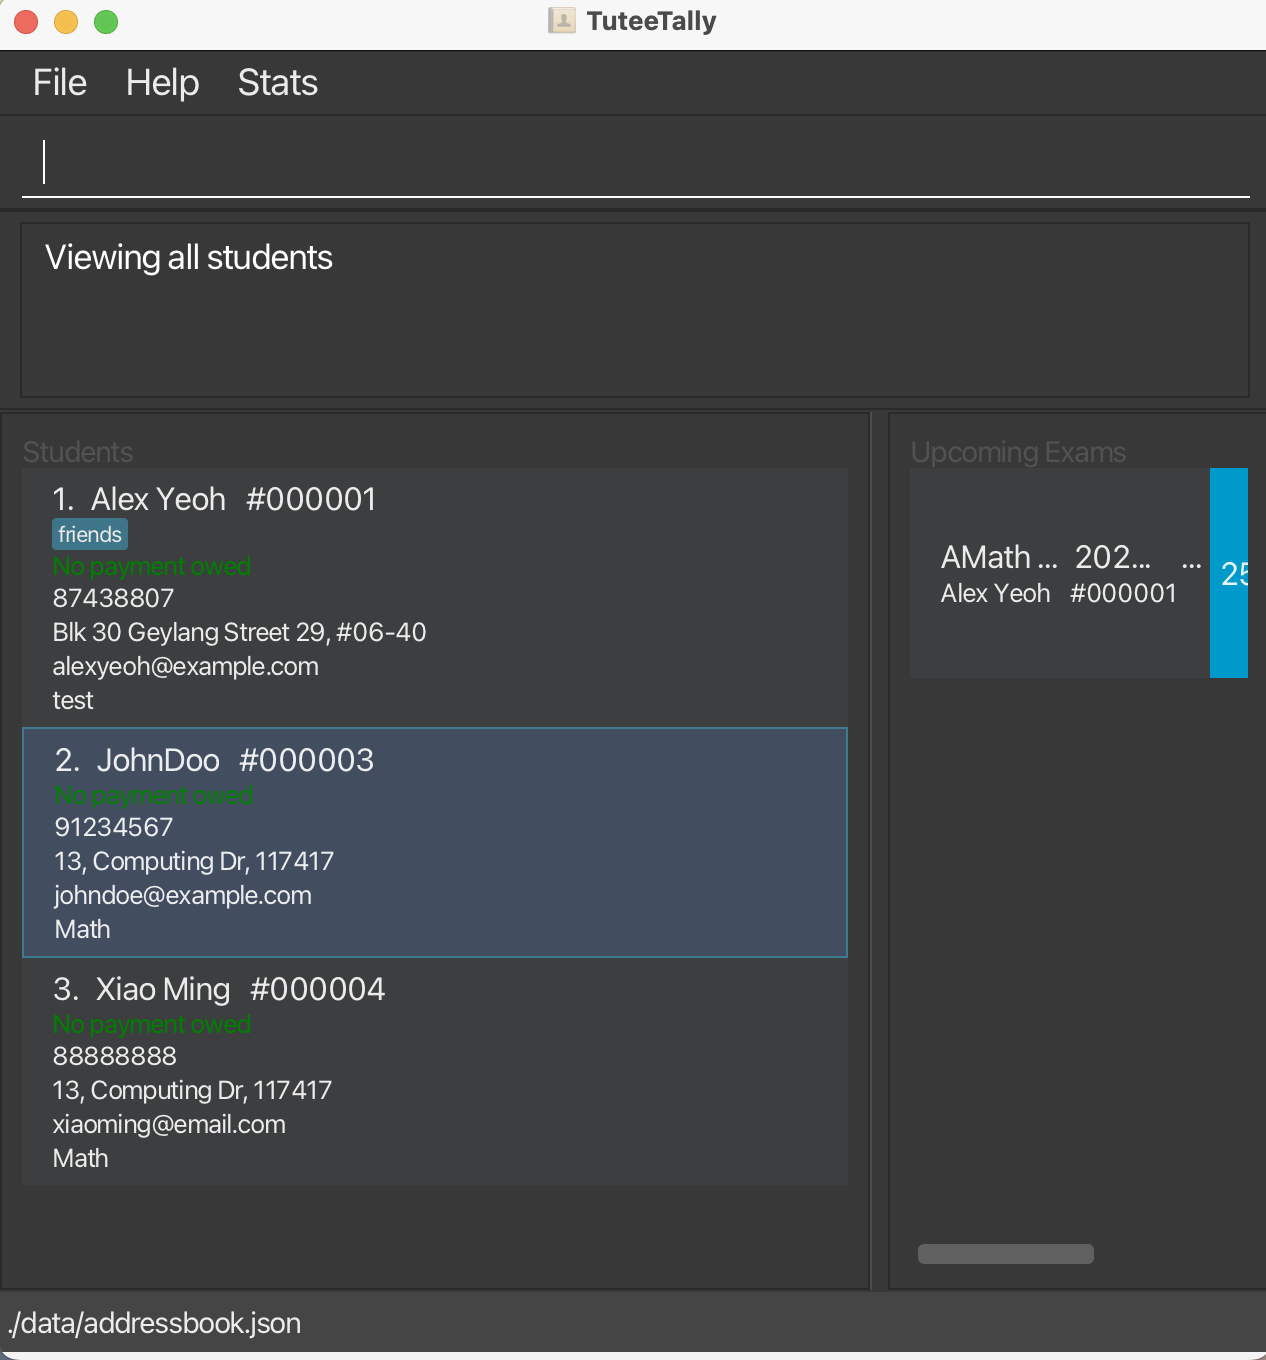 TuteeTally
File Help Stats
Viewing all students
Students
1. Alex Yeoh #000001
friends
No payment owed
87438807
Blk 30 Geylang Street 29, #06-40
alexyeoh@example.com
test
2. JohnDoo #000003
No payment owed
91234567
13, Computing Dr, 117417
johndoe@example.com
Math
3. Xiao Ming #000004
No payment owed
88888888
13, Computing Dr, 117417
xiaoming@email.com
Math
Upcoming Exams
AMath ... 202... ...
Alex Yeoh #000001
25
./data/addressbook.json